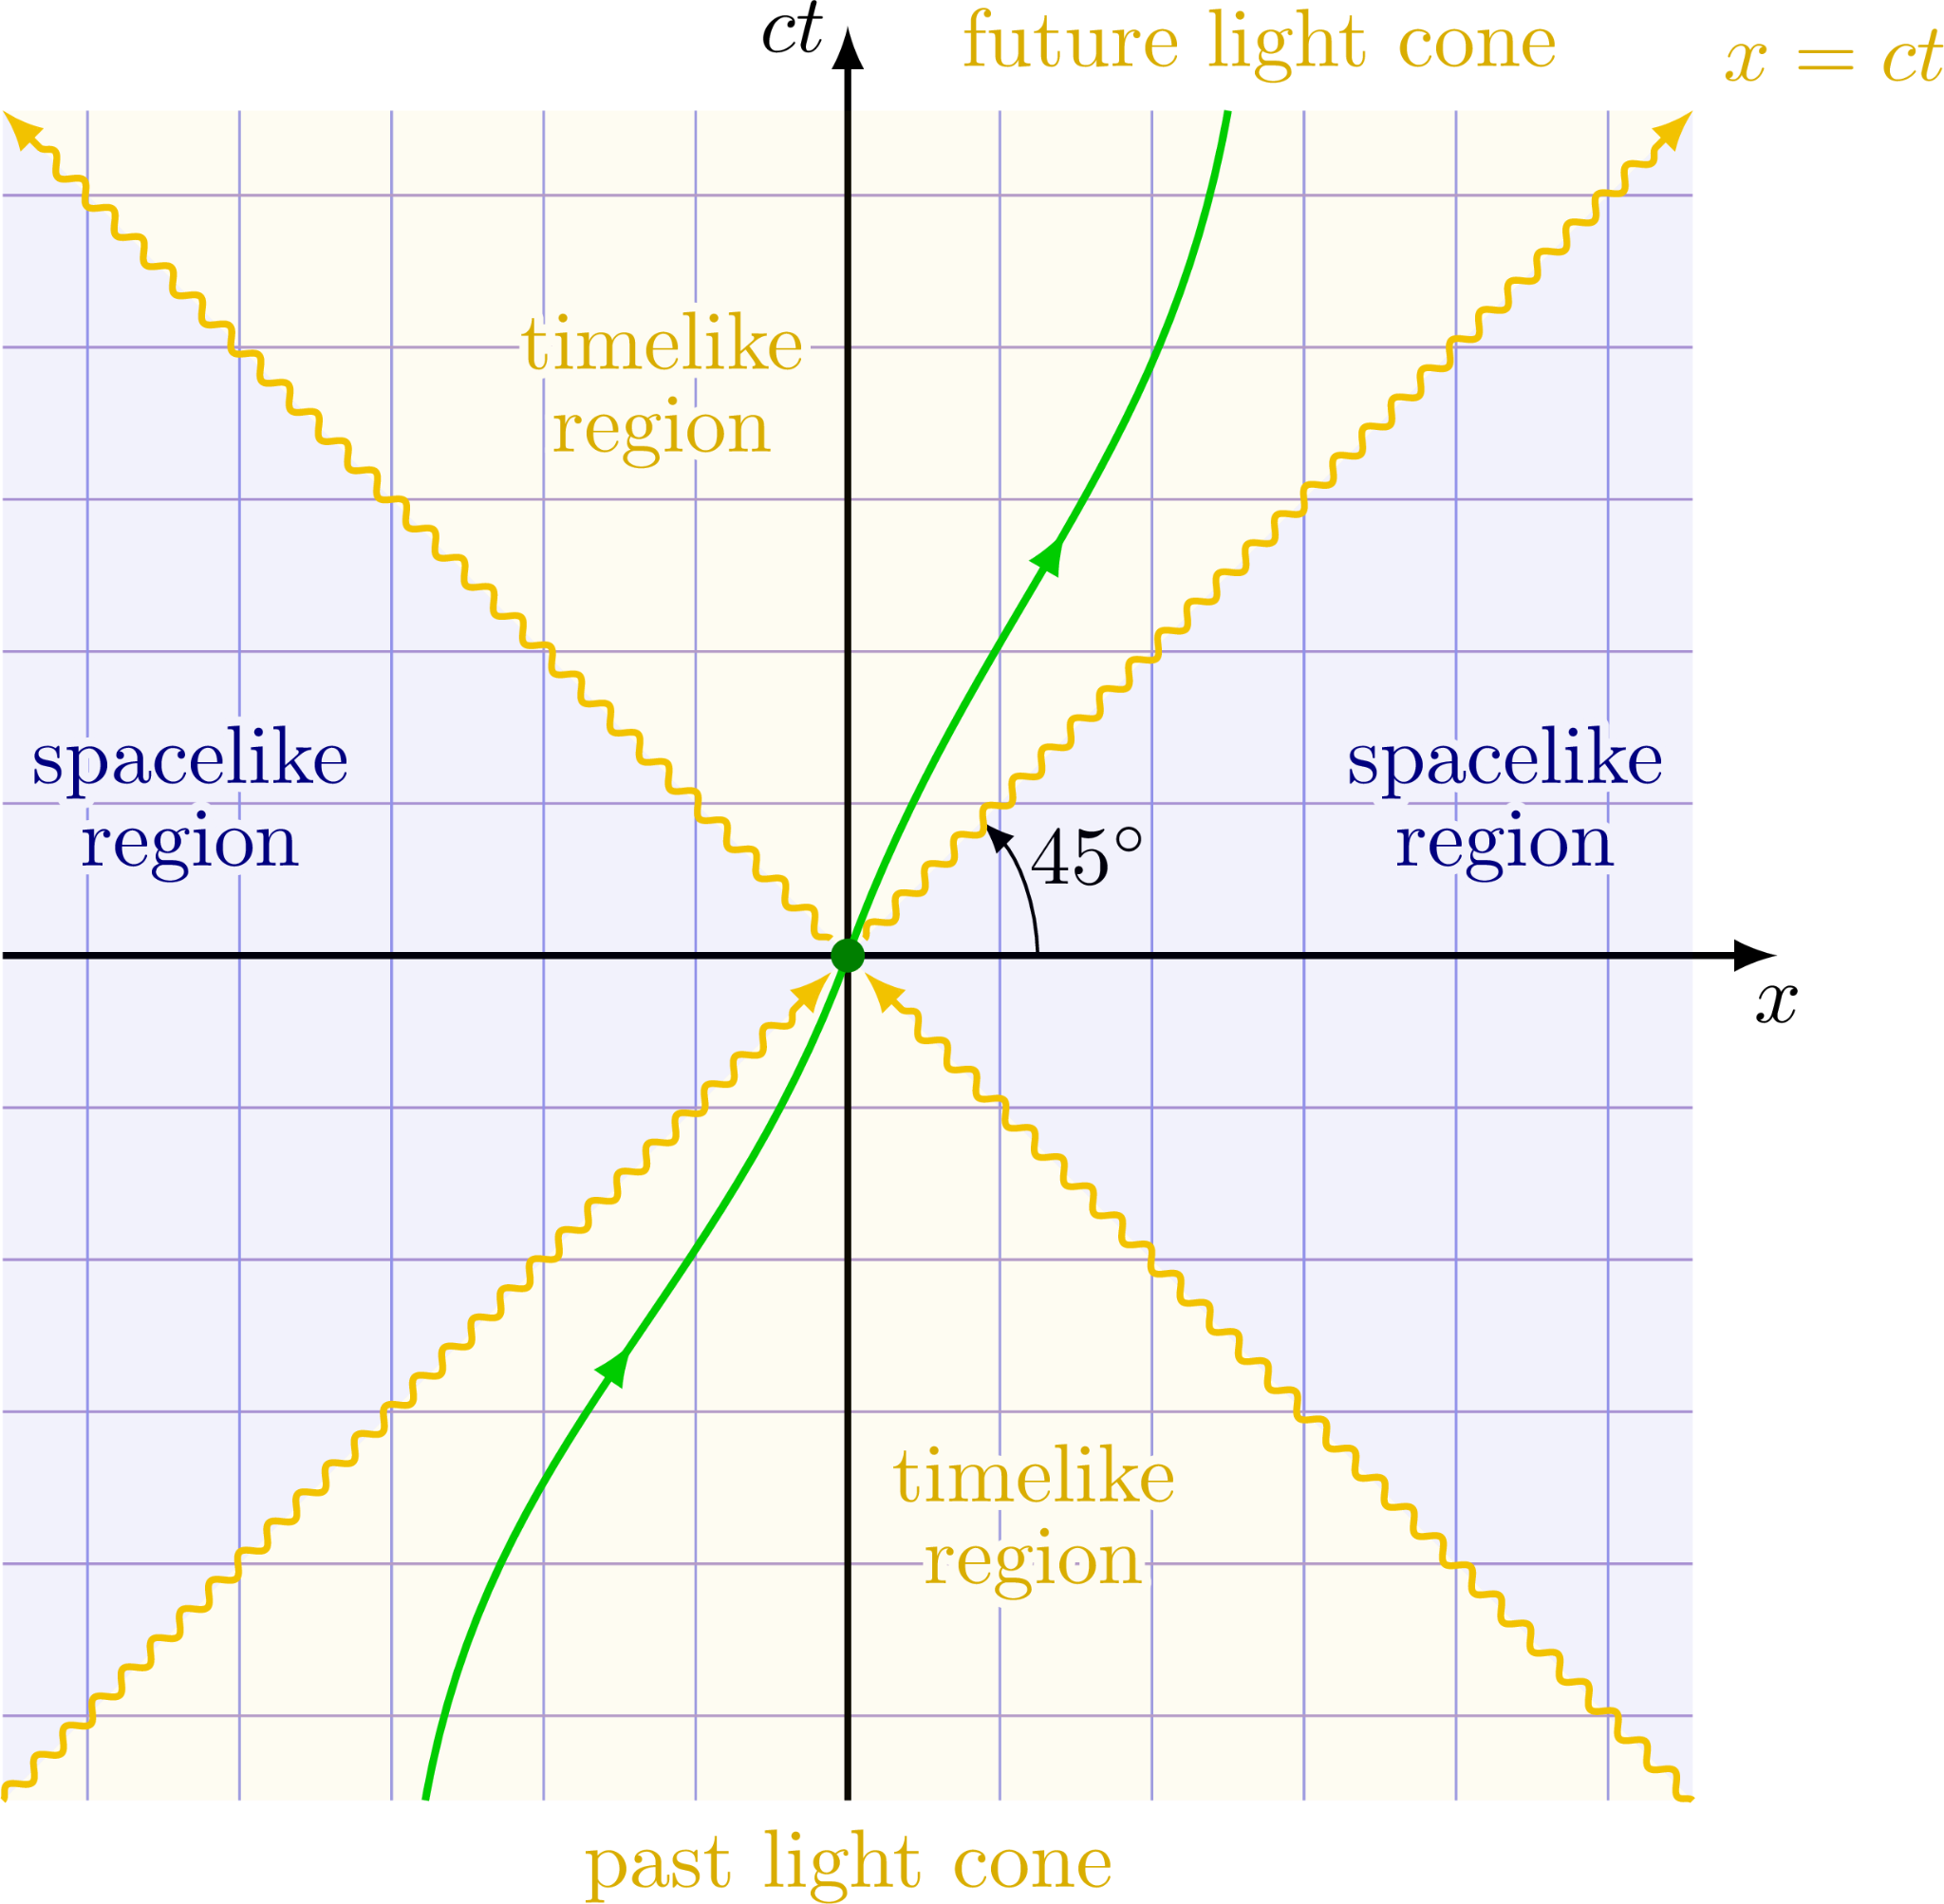 ct
future light cone
x = ct
timelike
region
spacelike
region
spacelike
region
45°
x
timelike
region
past light cone